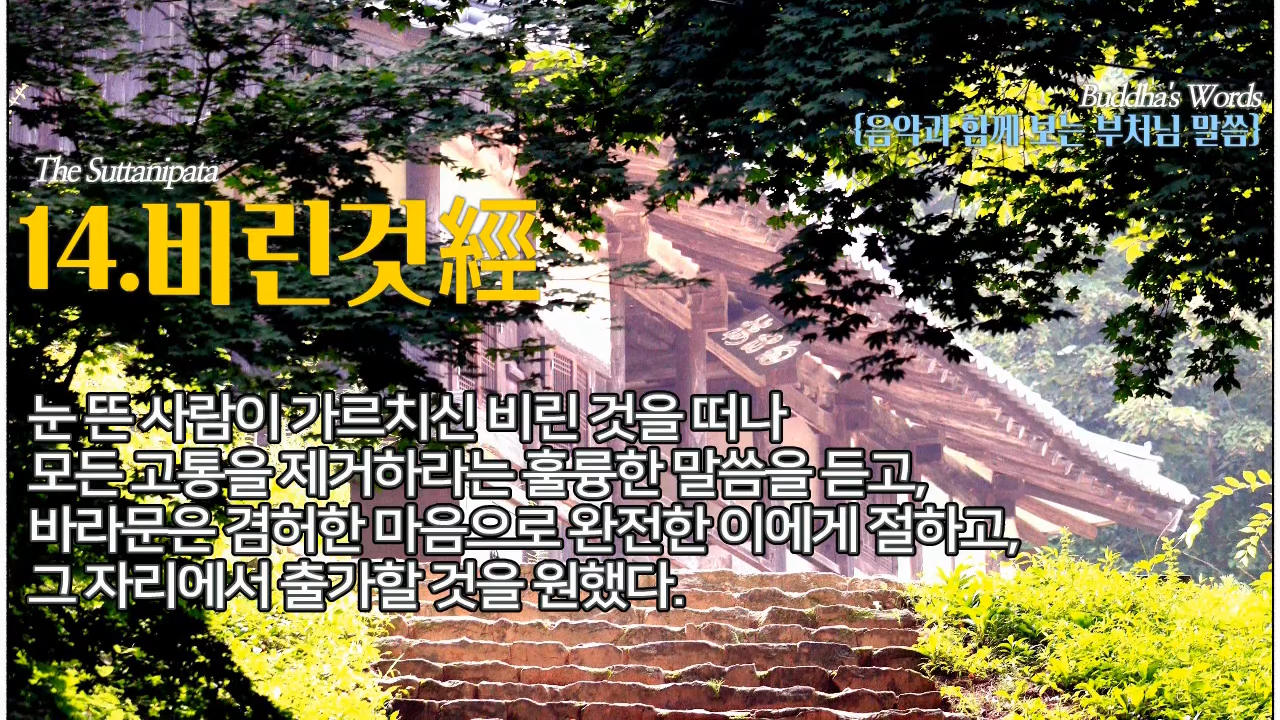 Buddha's Words
{음악과 함께 보는 부처님 말씀}
The Suttanipata
14.비린것經
눈 뜬 사람이 가르치신 비린 것을 떠나
모든 고통을 제거하라는 훌륭한 말씀을 듣고,
바라문은 겸허한 마음으로 완전한 이에게 절하고,
그 자리에서 출가할 것을 원했다.